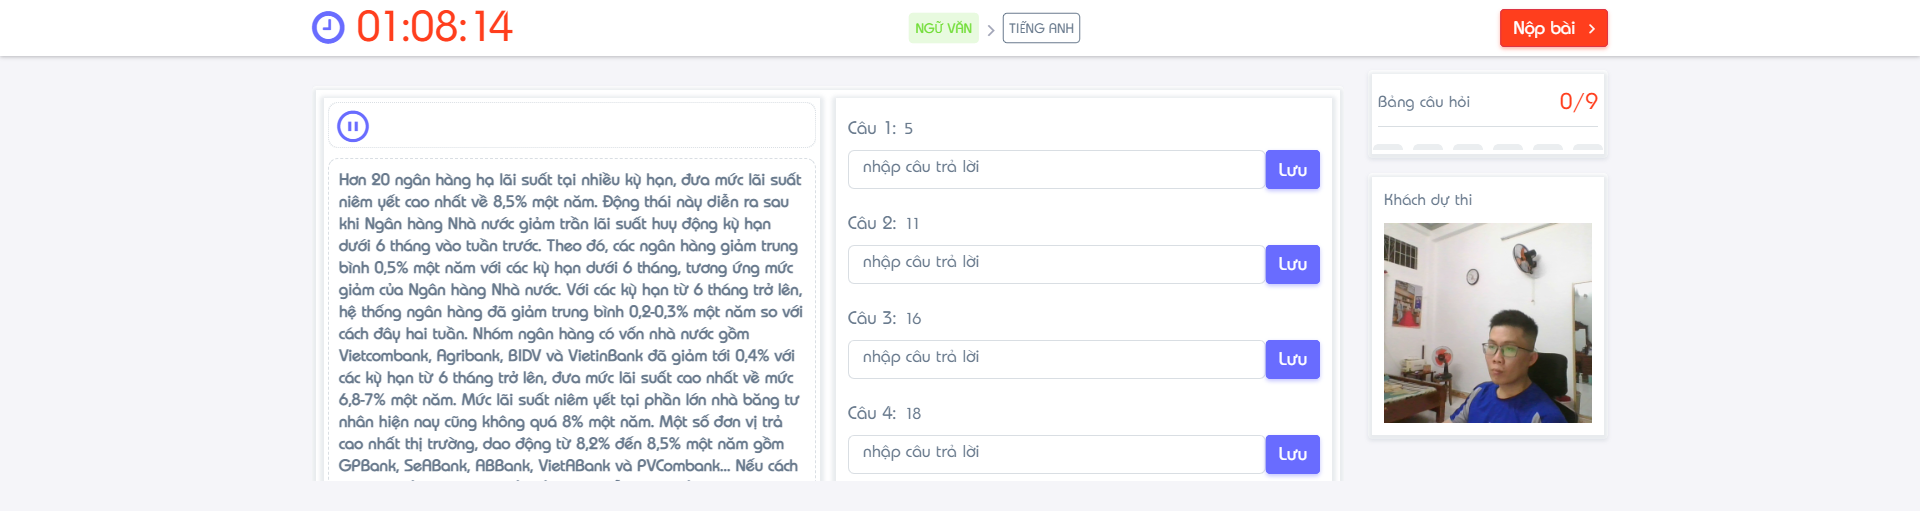 01:08:14
NGỮ VĂN
TIẾNG ANH
Nộp bài
Hơn 20 ngân hàng hạ lãi suất tại nhiều kỳ hạn, đưa mức lãi suất
niêm yết cao nhất về 8,5% một năm. Động thái này diễn ra sau
khi Ngân hàng Nhà nước giảm trần lãi suất huy động kỳ hạn
dưới 6 tháng vào tuần trước. Theo đó, các ngân hàng giảm trung
bình 0,5% một năm với các kỳ hạn dưới 6 tháng, tương ứng mức
giảm của Ngân hàng Nhà nước. Với các kỳ hạn từ 6 tháng trở lên,
hệ thống ngân hàng đã giảm trung bình 0,2-0,3% một năm so với
cách đây hai tuần. Nhóm ngân hàng có vốn nhà nước gồm
Vietcombank, Agribank, BIDV và VietinBank đã giảm tới 0,4% với
các kỳ hạn từ 6 tháng trở lên, đưa mức lãi suất cao nhất về mức
6,8-7% một năm. Mức lãi suất niêm yết tại phần lớn nhà băng tư
nhân hiện nay cũng không quá 8% một năm. Một số đơn vị trả
cao nhất thị trường, dao động từ 8,2% đến 8,5% một năm gồm
GPBank, SeABank, ABBank, VietABank và PVCombank... Nếu cách
Câu 1: 5
nhập câu trả lời
Lưu
Câu 2: 11
nhập câu trả lời
Lưu
Câu 3: 16
nhập câu trả lời
Lưu
Câu 4: 18
nhập câu trả lời
Lưu
Bảng câu hỏi
0/9
Khách dự thi